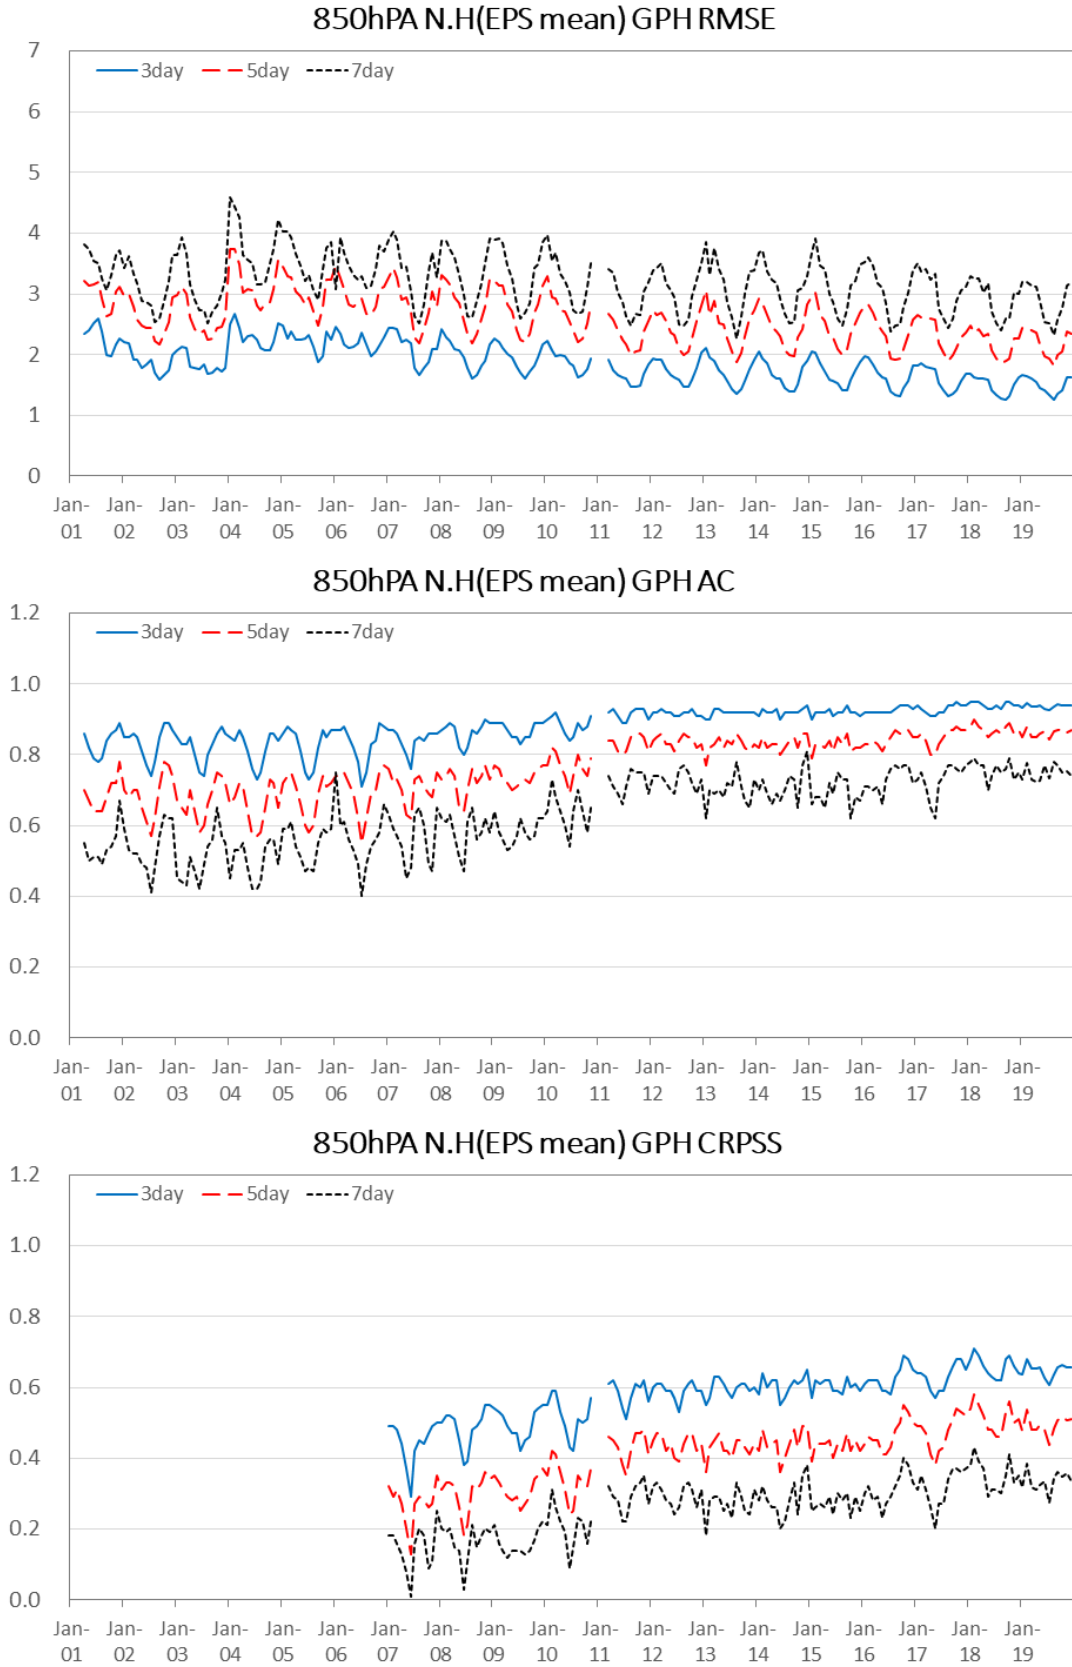 850hPA N.H(EPS mean) GPH RMSE
7
3day 5day 7day
6
5
4
3
2
1
0
Jan- Jan- Jan- Jan- Jan- Jan- Jan- Jan- Jan- Jan- Jan- Jan- Jan- Jan- Jan- Jan- Jan- Jan- Jan-
01 02 03 04 05 06 07 08 09 10 11 12 13 14 15 16 17 18 19
850hPA N.H(EPS mean) GPH AC
1.2
3day 5day 7day
1.0
0.8
0.6
0.4
0.2
0.0
Jan- Jan- Jan- Jan- Jan- Jan- Jan- Jan- Jan- Jan- Jan- Jan- Jan- Jan- Jan- Jan- Jan- Jan- Jan-
01 02 03 04 05 06 07 08 09 10 11 12 13 14 15 16 17 18 19
850hPA N.H(EPS mean) GPH CRPSS
1.2
3day 5day 7day
1.0
0.8
0.6
0.4
0.2
0.0
Jan- Jan- Jan- Jan- Jan- Jan- Jan- Jan- Jan- Jan- Jan- Jan- Jan- Jan- Jan- Jan- Jan- Jan- Jan-
01 02 03 04 05 06 07 08 09 10 11 12 13 14 15 16 17 18 19